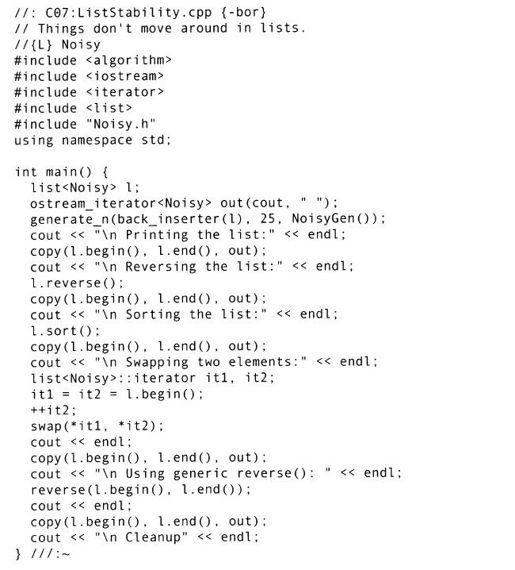 //: C07:ListStability.cpp {-bor}
// Things don't move around in lists.
//{L} Noisy
#include <algorithm>
#include <iostream>
#include <iterator>
#include <list>
#include "Noisy.h"
using namespace std;

int main() {
  list<Noisy> l;
  ostream_iterator<Noisy> out(cout, " ");
  generate_n(back_inserter(l), 25, NoisyGen());
  cout << "\n Printing the list:" << endl;
  copy(l.begin(), l.end(), out);
  cout << "\n Reversing the list:" << endl;
  l.reverse();
  copy(l.begin(), l.end(), out);
  cout << "\n Sorting the list:" << endl;
  l.sort();
  copy(l.begin(), l.end(), out);
  cout << "\n Swapping two elements:" << endl;
  list<Noisy>::iterator it1, it2;
  it1 = it2 = l.begin();
  ++it2;
  swap(*it1, *it2);
  cout << endl;
  copy(l.begin(), l.end(), out);
  cout << "\n Using generic reverse(): " << endl;
  reverse(l.begin(), l.end());
  cout << endl;
  copy(l.begin(), l.end(), out);
  cout << "\n Cleanup" << endl;
} ///:~